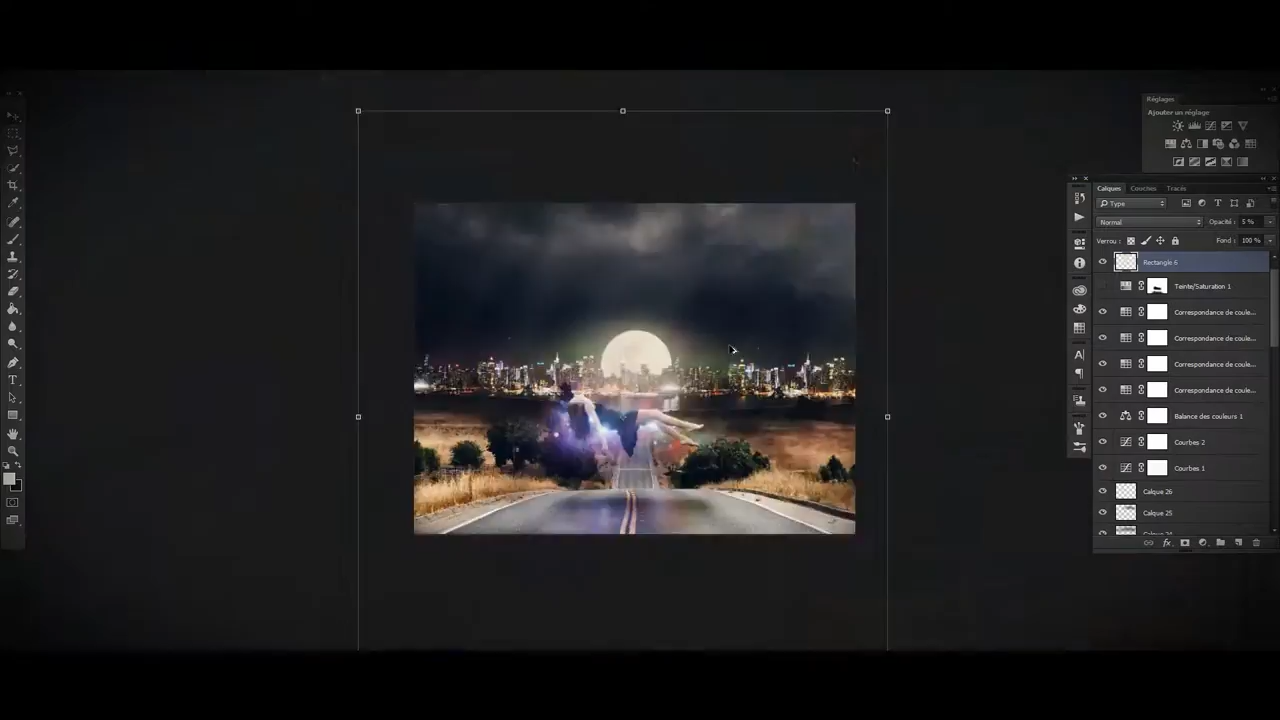 Réglages
Ajouter un réglage
Calques Couches Tracés
Type
Normal Opacité : 5 %
Verrou : Fond : 100 %
Rectangle 6
Teinte/Saturation 1
Correspondance de coule...
Correspondance de coule...
Correspondance de coule...
Correspondance de coule...
Balance des couleurs 1
Courbes 2
Courbes 1
Calque 26
Calque 25